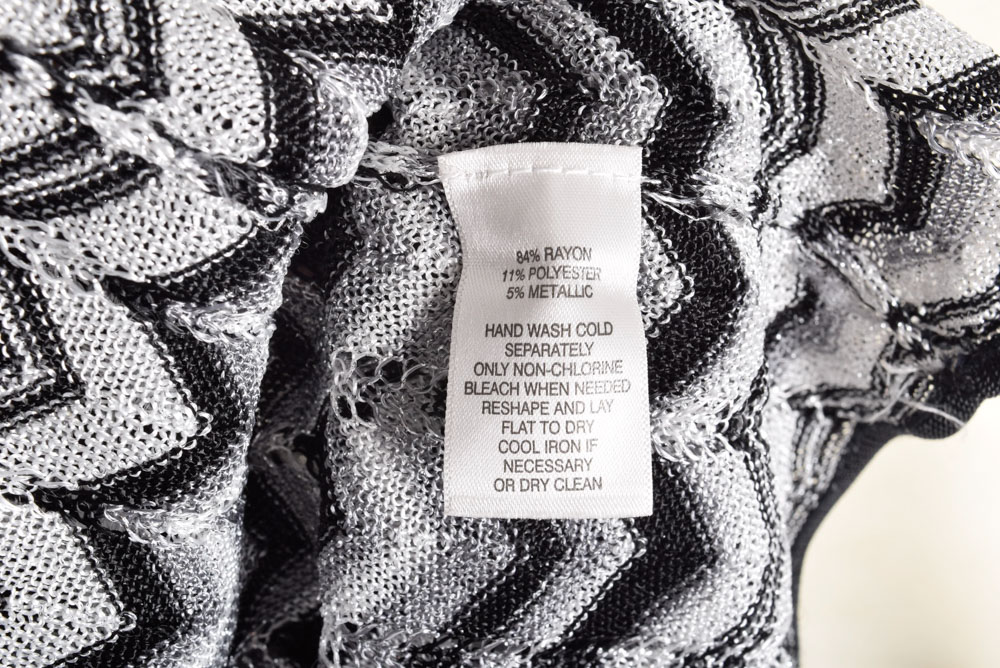 84% RAYON
11% POLYESTER
5% METALLIC
HAND WASH COLD
SEPARATELY
ONLY NON-CHLORINE
BLEACH WHEN NEEDED
RESHAPE AND LAY
FLAT TO DRY
COOL IRON IF
NECESSARY
OR DRY CLEAN